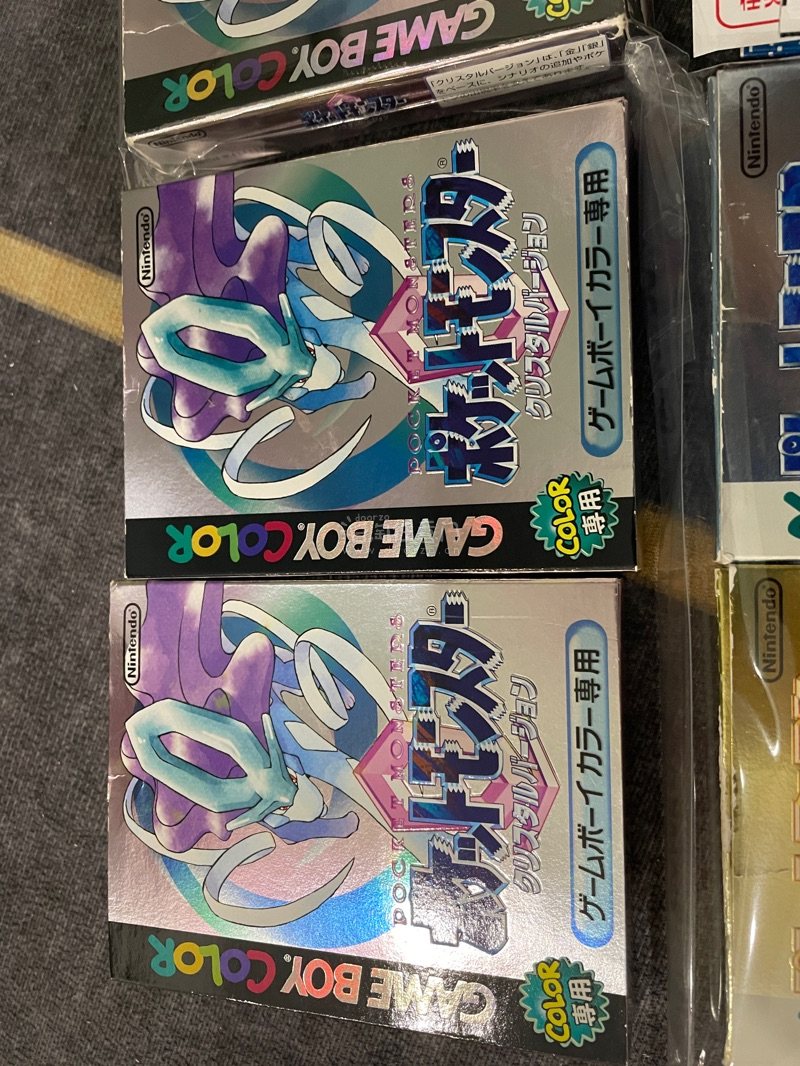 GAME BOY COLOR
「クリスタルバージョン」は、「金」「銀」
をベースに、シナリオの追加やポケ
Nintendo
POCKET MONSTERS
ポケットモンスター
クリスタルバージョン
ゲームボーイカラー専用
GAME BOY COLOR
COLOR
専用
Nintendo
POCKET MONSTERS
ポケットモンスター
クリスタルバージョン
ゲームボーイカラー専用
GAME BOY COLOR
COLOR
専用
Nintendo
Nintendo